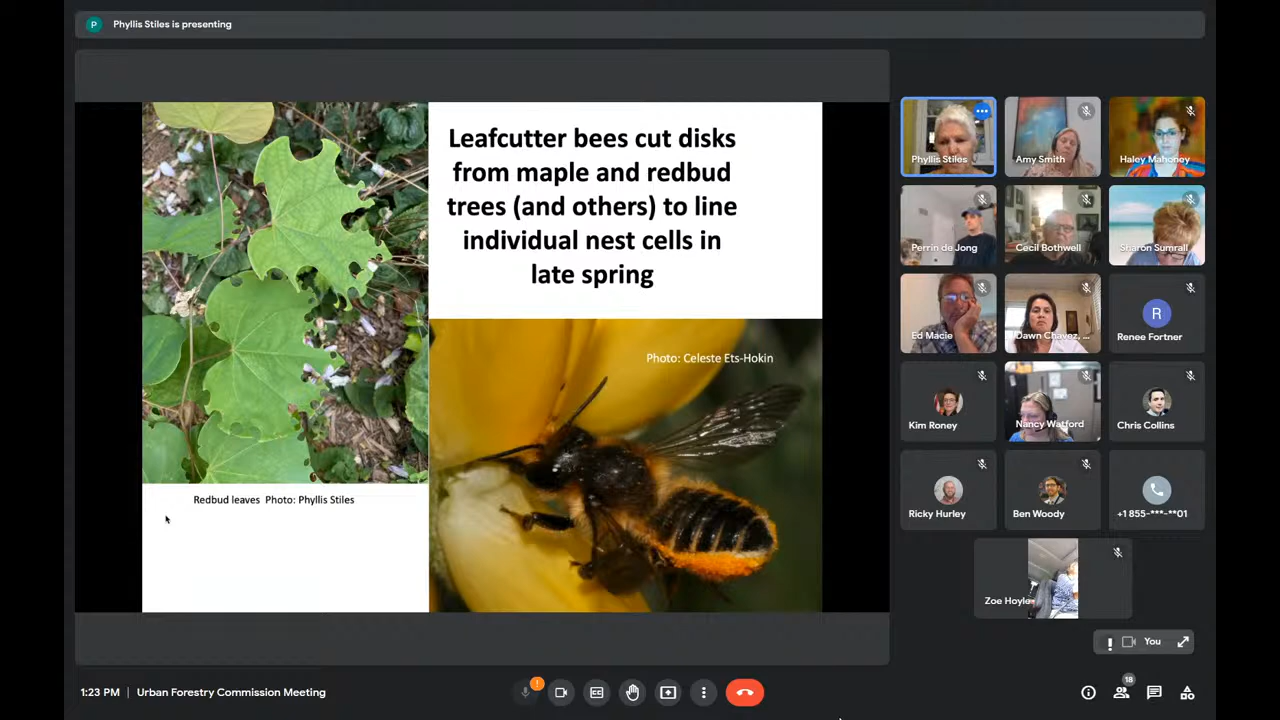 P
Phyllis Stiles is presenting
Leafcutter bees cut disks
from maple and redbud
trees (and others) to line
individual nest cells in
late spring
Photo: Celeste Ets-Hokin
Redbud leaves Photo: Phyllis Stiles
Phyllis Stiles
Amy Smith
Haley Mahoney
Perrin de Jong
Cecil Bothwell
Sharon Sumrall
Ed Macie
Dawn Chavez, ...
R
Renee Fortner
Kim Roney
Nancy Watford
Chris Collins
Ricky Hurley
Ben Woody
+1 855-***-**01
Zoe Hoyle
You
1:23 PM | Urban Forestry Commission Meeting
18